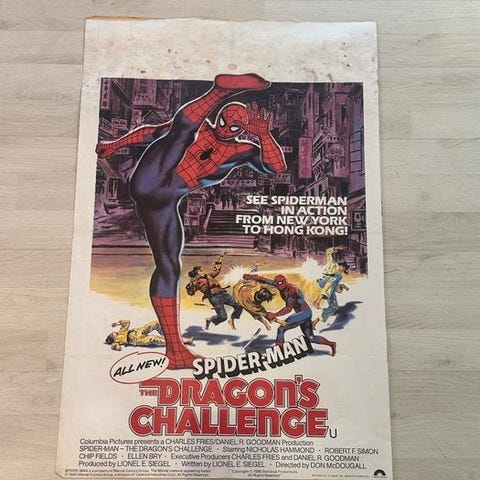 SEE SPIDERMAN
IN ACTION
FROM NEW YORK
TO HONG KONG!
ALL NEW!
SPIDER-MAN
THE DRAGON'S
CHALLENGE U
Columbia Pictures presents a CHARLES FRIES/DANIEL R. GOODMAN Production
SPIDER-MAN – THE DRAGON'S CHALLENGE · Starring NICHOLAS HAMMOND · ROBERT F. SIMON
CHIP FIELDS · ELLEN BRY · Executive Producers CHARLES FRIES and DANIEL R. GOODMAN
Produced by LIONEL E. SIEGEL · Written by LIONEL E. SIEGEL · Directed by DON McDOUGALL